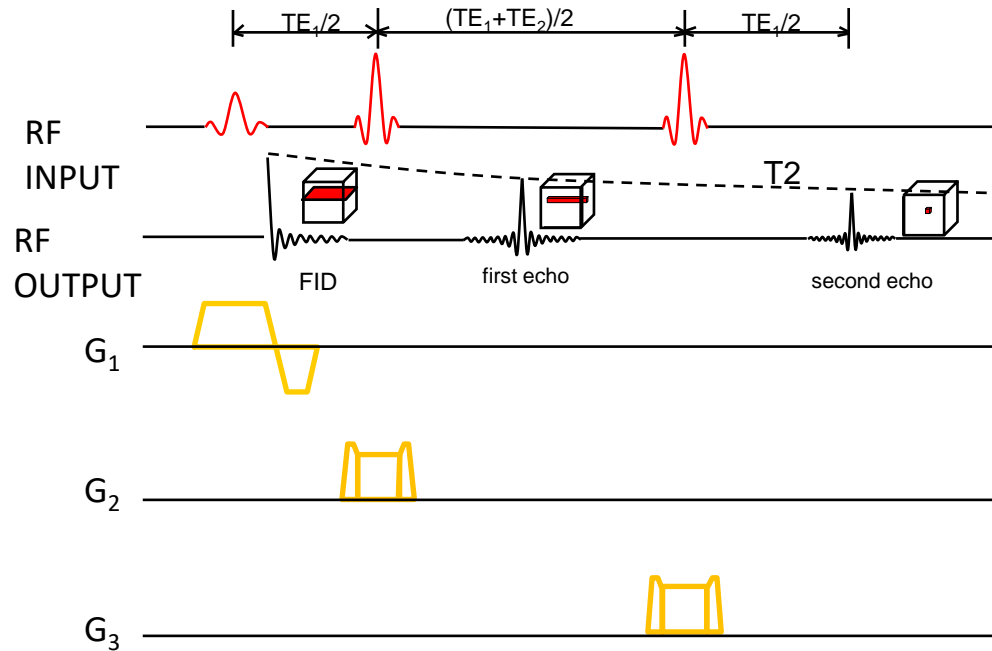 TE₁/2
(TE₁+TE₂)/2
TE₁/2
RF
INPUT
T2
RF
OUTPUT
FID
first echo
second echo
G₁
G₂
G₃